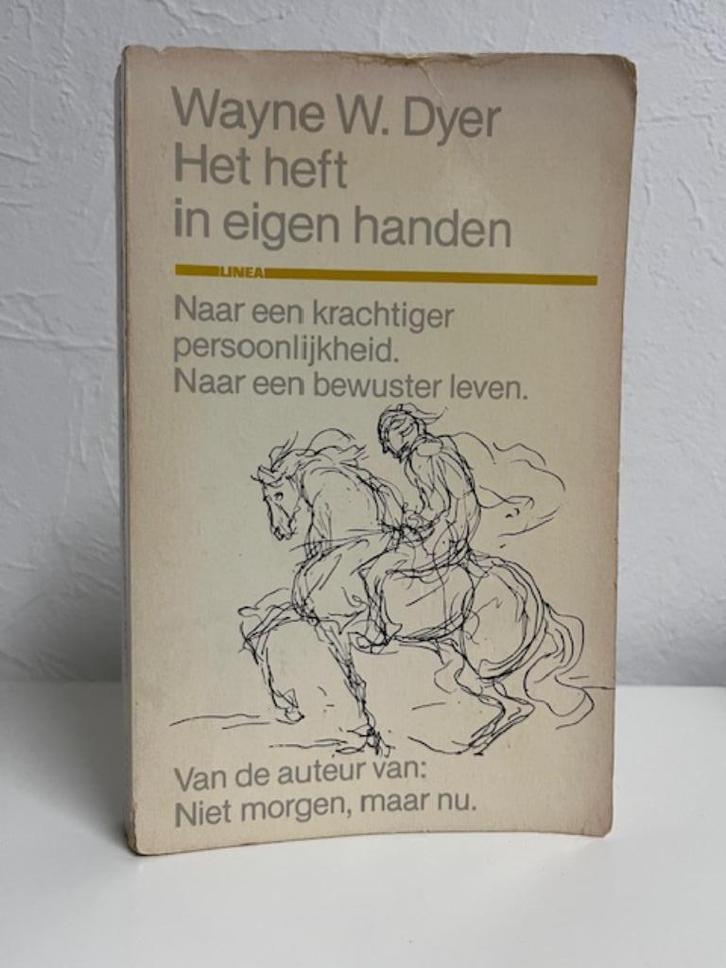 Wayne W. Dyer
Het heft
in eigen handen
LINEA
Naar een krachtiger
persoonlijkheid.
Naar een bewuster leven.
Van de auteur van:
Niet morgen, maar nu.